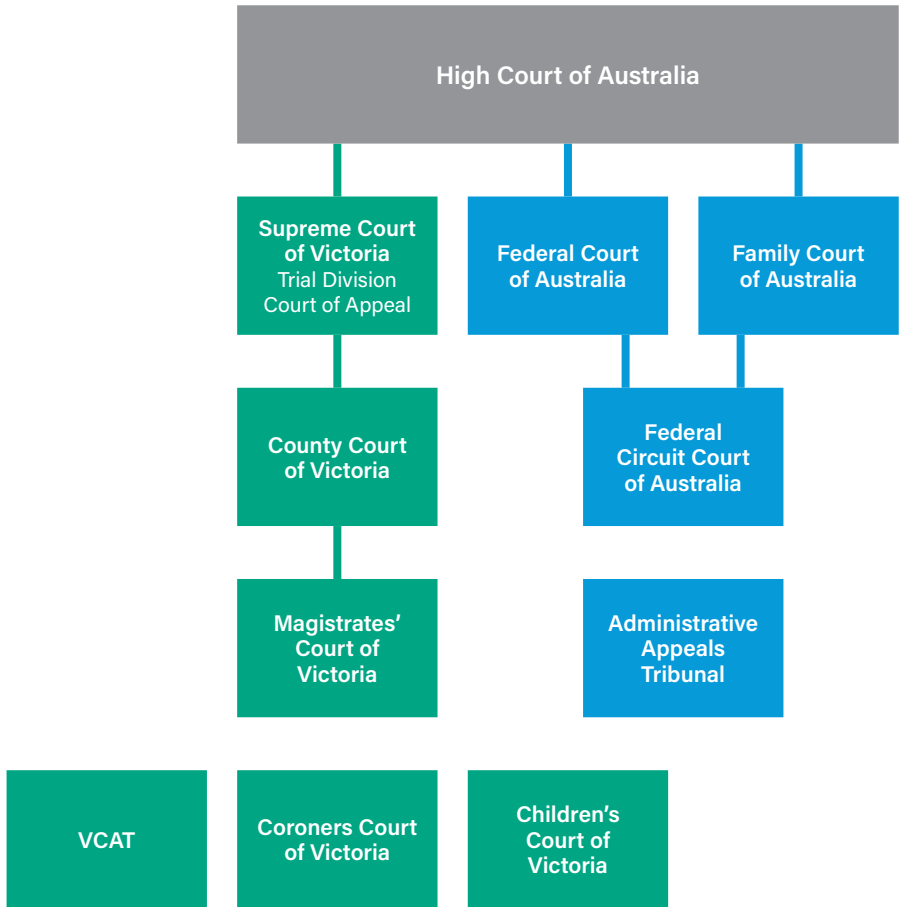 High Court of Australia
Supreme Court
of Victoria
Trial Division
Court of Appeal
Federal Court
of Australia
Family Court
of Australia
County Court
of Victoria
Federal
Circuit Court
of Australia
Magistrates’
Court of
Victoria
Administrative
Appeals
Tribunal
VCAT
Coroners Court
of Victoria
Children’s
Court of
Victoria